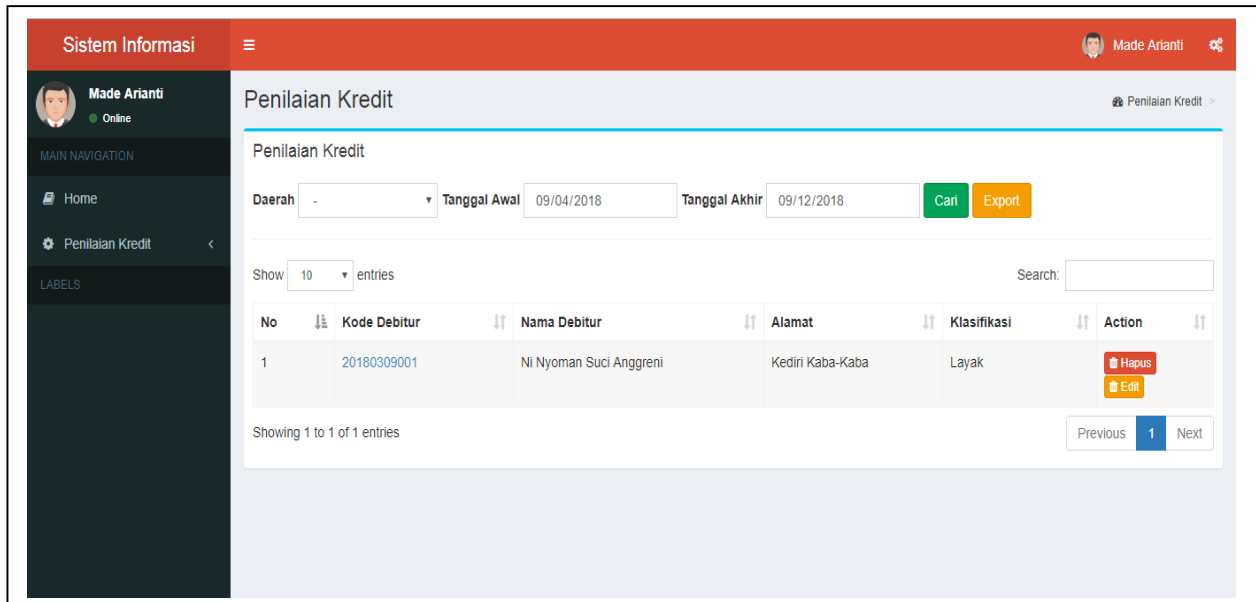 Sistem Informasi
Made Arianti
Made Arianti
Online
Penilaian Kredit
Penilaian Kredit >
MAIN NAVIGATION
Home
Penilaian Kredit
LABELS
Penilaian Kredit
Daerah - Tanggal Awal 09/04/2018 Tanggal Akhir 09/12/2018 Cari Export
Show 10 entries Search:
No Kode Debitur Nama Debitur Alamat Klasifikasi Action
1 20180309001 Ni Nyoman Suci Anggreni Kediri Kaba-Kaba Layak Hapus
Edit
Showing 1 to 1 of 1 entries Previous 1 Next